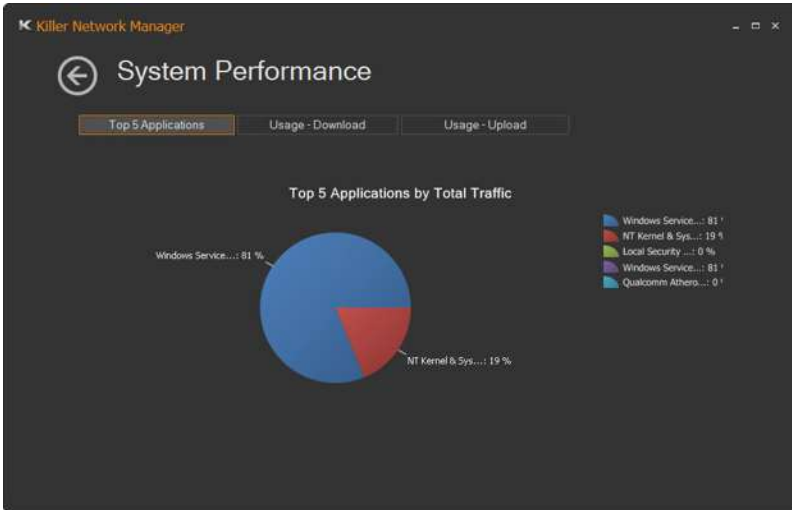 Killer Network Manager
System Performance
Top 5 Applications
Usage - Download
Usage - Upload
Top 5 Applications by Total Traffic
Windows Service...: 81 %
NT Kernel & Sys...: 19 %
Windows Service...: 81
NT Kernel & Sys...: 19
Local Security ...: 0 %
Windows Service...: 81
Qualcomm Athero...: 0